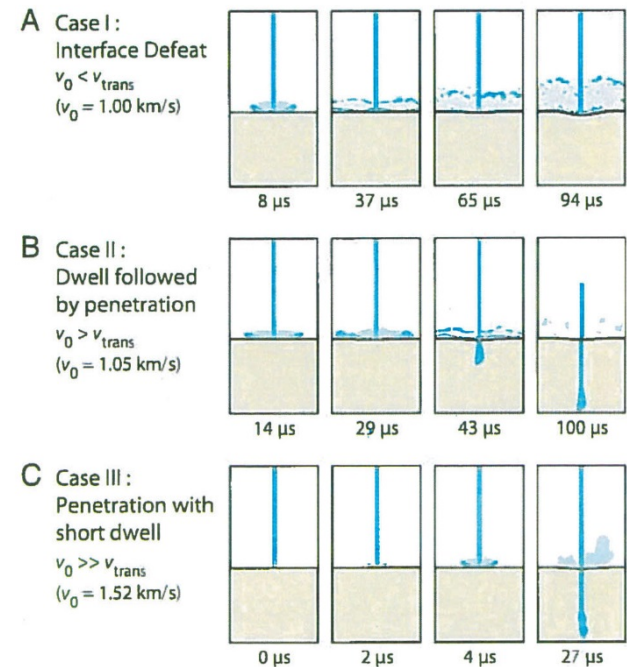 A Case I :
Interface Defeat
v0 < vtrans
(v0 = 1.00 km/s)
8 µs 37 µs 65 µs 94 µs
B Case II :
Dwell followed
by penetration
v0 > vtrans
(v0 = 1.05 km/s)
14 µs 29 µs 43 µs 100 µs
C Case III :
Penetration with
short dwell
v0 >> vtrans
(v0 = 1.52 km/s)
0 µs 2 µs 4 µs 27 µs